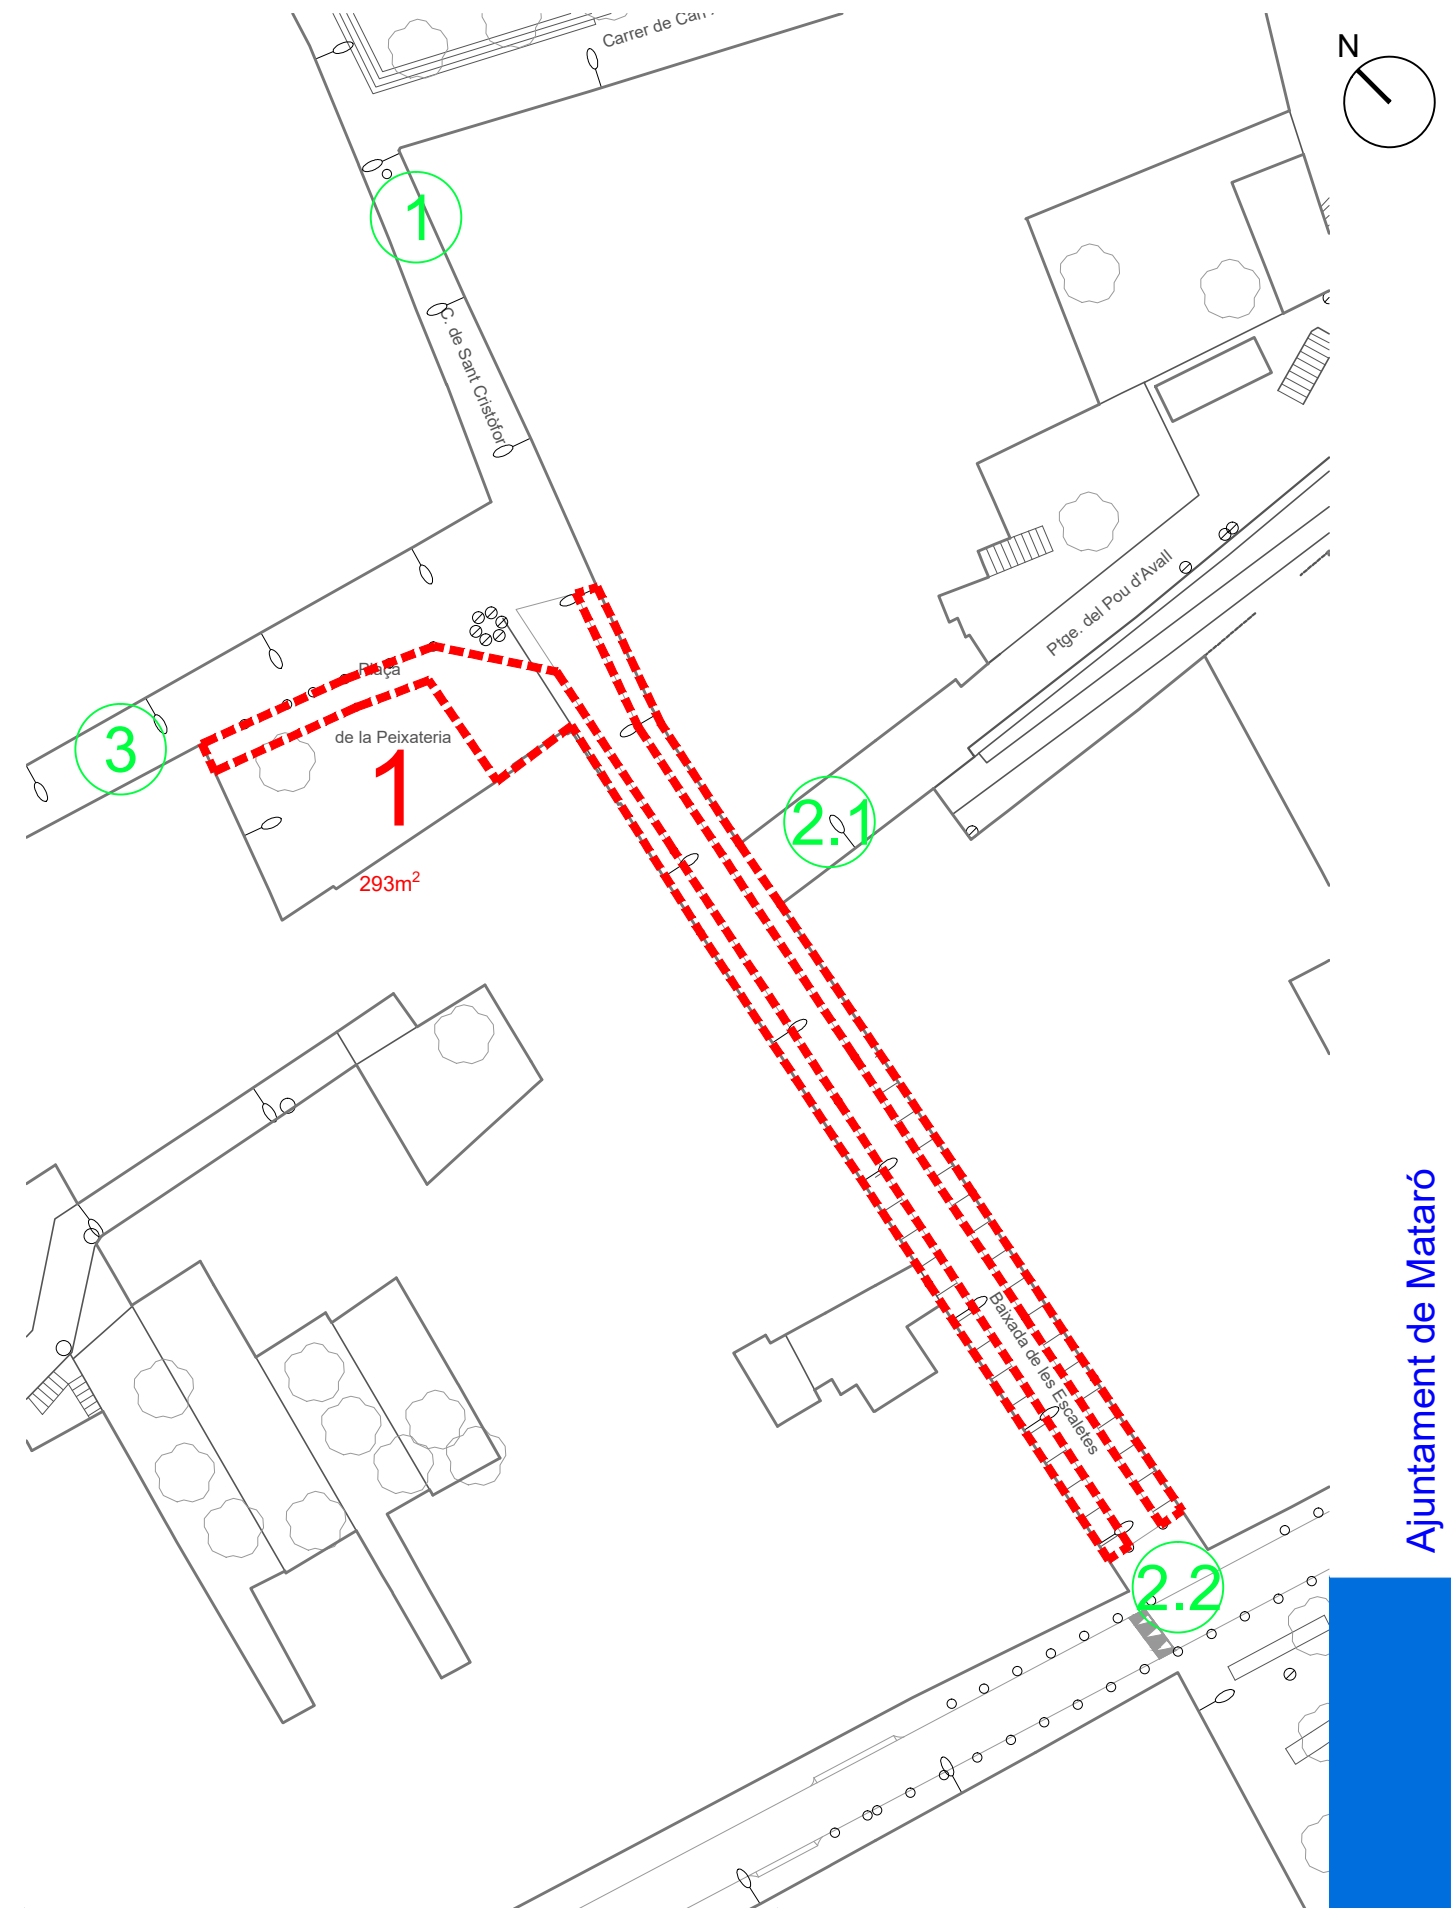 Carrer de Can
N
1
C. de Sant Cristòfor
Ptge. del Pou d'Avall
Plaça
de la Peixateria
3
1
293m²
2.1
Baixada de les Escaletes
2.2
Ajuntament de Mataró